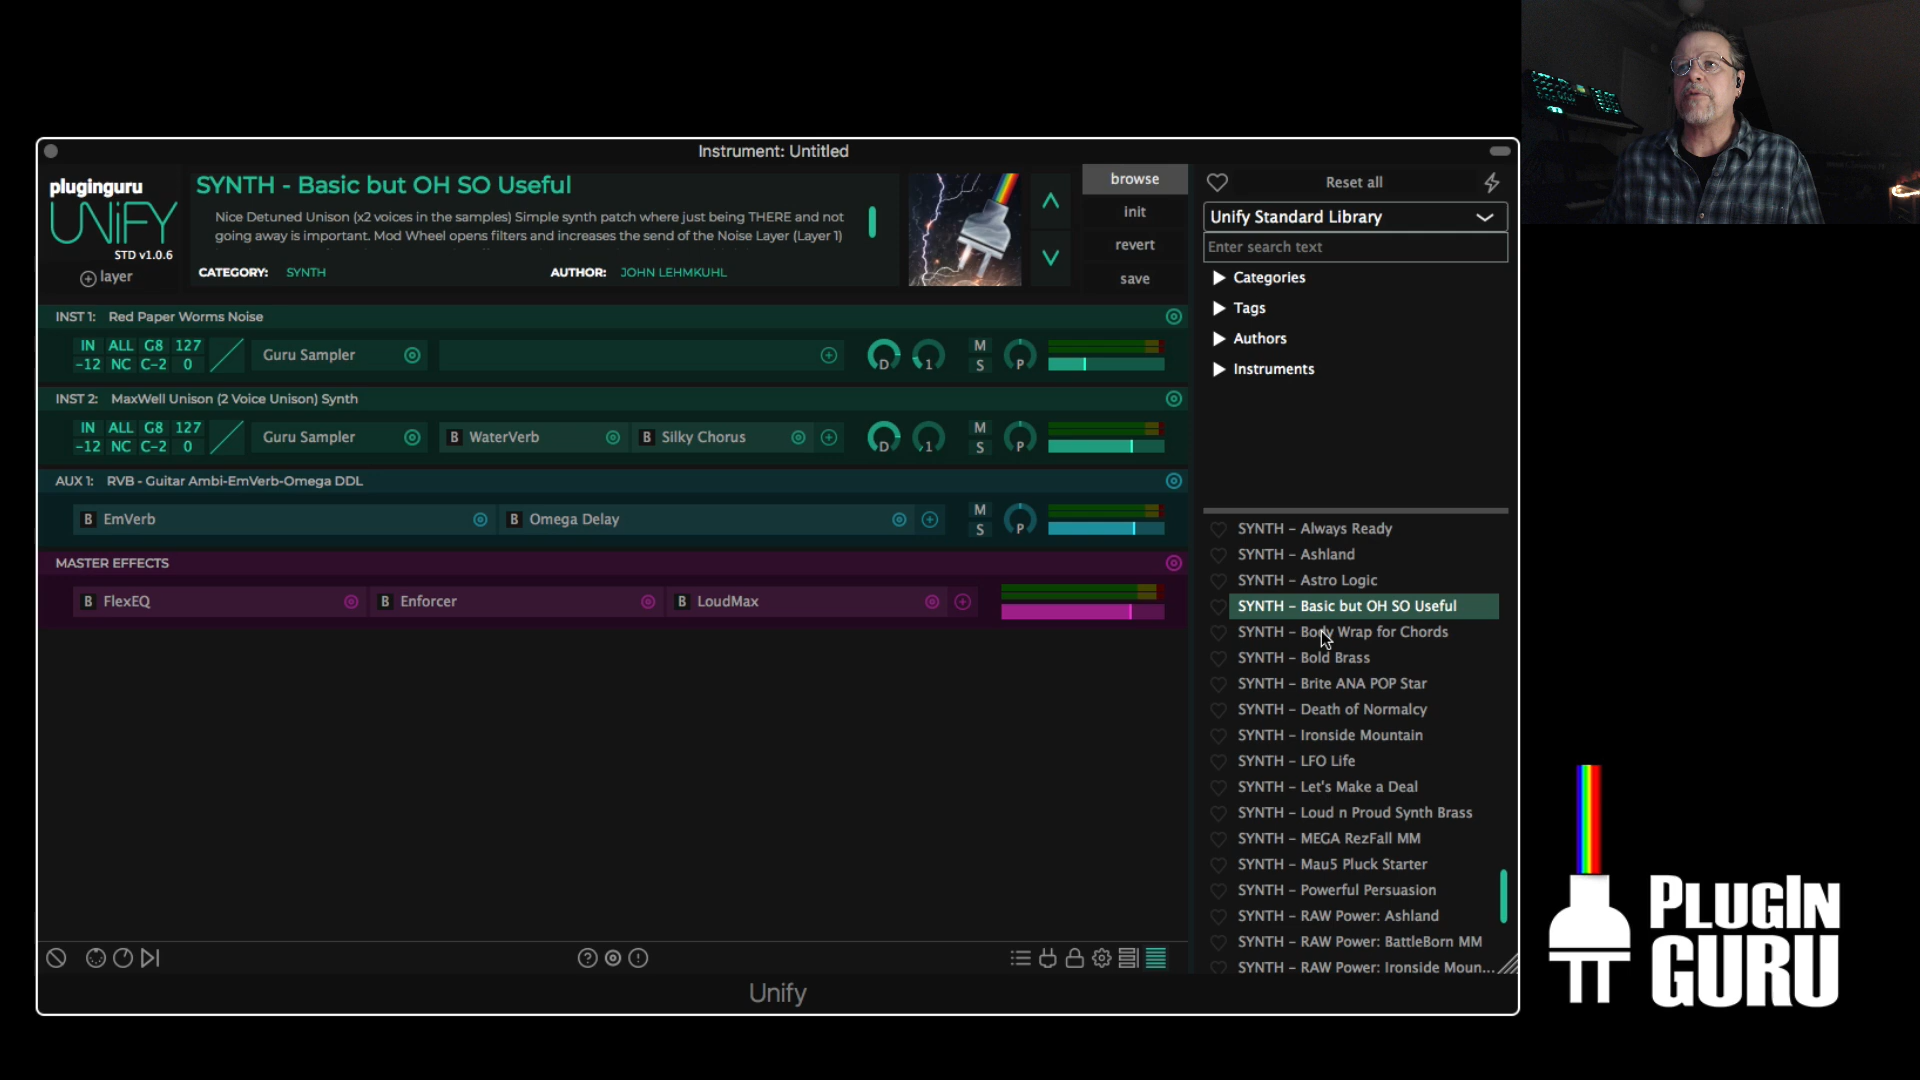 Instrument: Untitled
pluginguru
UNIFY
STD v1.0.6
layer
SYNTH - Basic but OH SO Useful
Nice Detuned Unison (x2 voices in the samples) Simple synth patch where just being THERE and not
going away is important. Mod Wheel opens filters and increases the send of the Noise Layer (Layer 1)
CATEGORY: SYNTH AUTHOR: JOHN LEHMKUHL
browse
init
revert
save
INST 1: Red Paper Worms Noise
IN ALL G8 127
-12 NC C-2 0
Guru Sampler
D 1 M S P
INST 2: MaxWell Unison (2 Voice Unison) Synth
IN ALL G8 127
-12 NC C-2 0
Guru Sampler B WaterVerb B Silky Chorus
D 1 M S P
AUX 1: RVB - Guitar Ambi-EmVerb-Omega DDL
B EmVerb B Omega Delay
M S P
MASTER EFFECTS
B FlexEQ B Enforcer B LoudMax
Reset all
Unify Standard Library
Enter search text
Categories
Tags
Authors
Instruments
SYNTH - Always Ready
SYNTH - Ashland
SYNTH - Astro Logic
SYNTH - Basic but OH SO Useful
SYNTH - Body Wrap for Chords
SYNTH - Bold Brass
SYNTH - Brite ANA POP Star
SYNTH - Death of Normalcy
SYNTH - Ironside Mountain
SYNTH - LFO Life
SYNTH - Let's Make a Deal
SYNTH - Loud n Proud Synth Brass
SYNTH - MEGA RezFall MM
SYNTH - Mau5 Pluck Starter
SYNTH - Powerful Persuasion
SYNTH - RAW Power: Ashland
SYNTH - RAW Power: BattleBorn MM
SYNTH - RAW Power: Ironside Moun...
Unify
PLUGIN
GURU